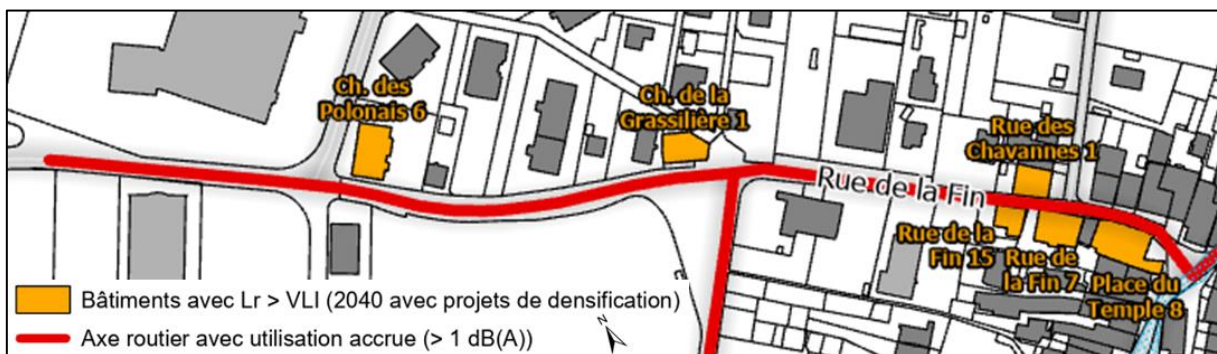 Ch. des
Polonais 6
Ch. de la
Grassilière 1
Rue des
Chavannes 1
Rue de la Fin
Rue de la
Fin 15
Rue de
la Fin 7
Place du
Temple 8
Bâtiments avec Lr > VLI (2040 avec projets de densification)
Axe routier avec utilisation accrue (> 1 dB(A))
N